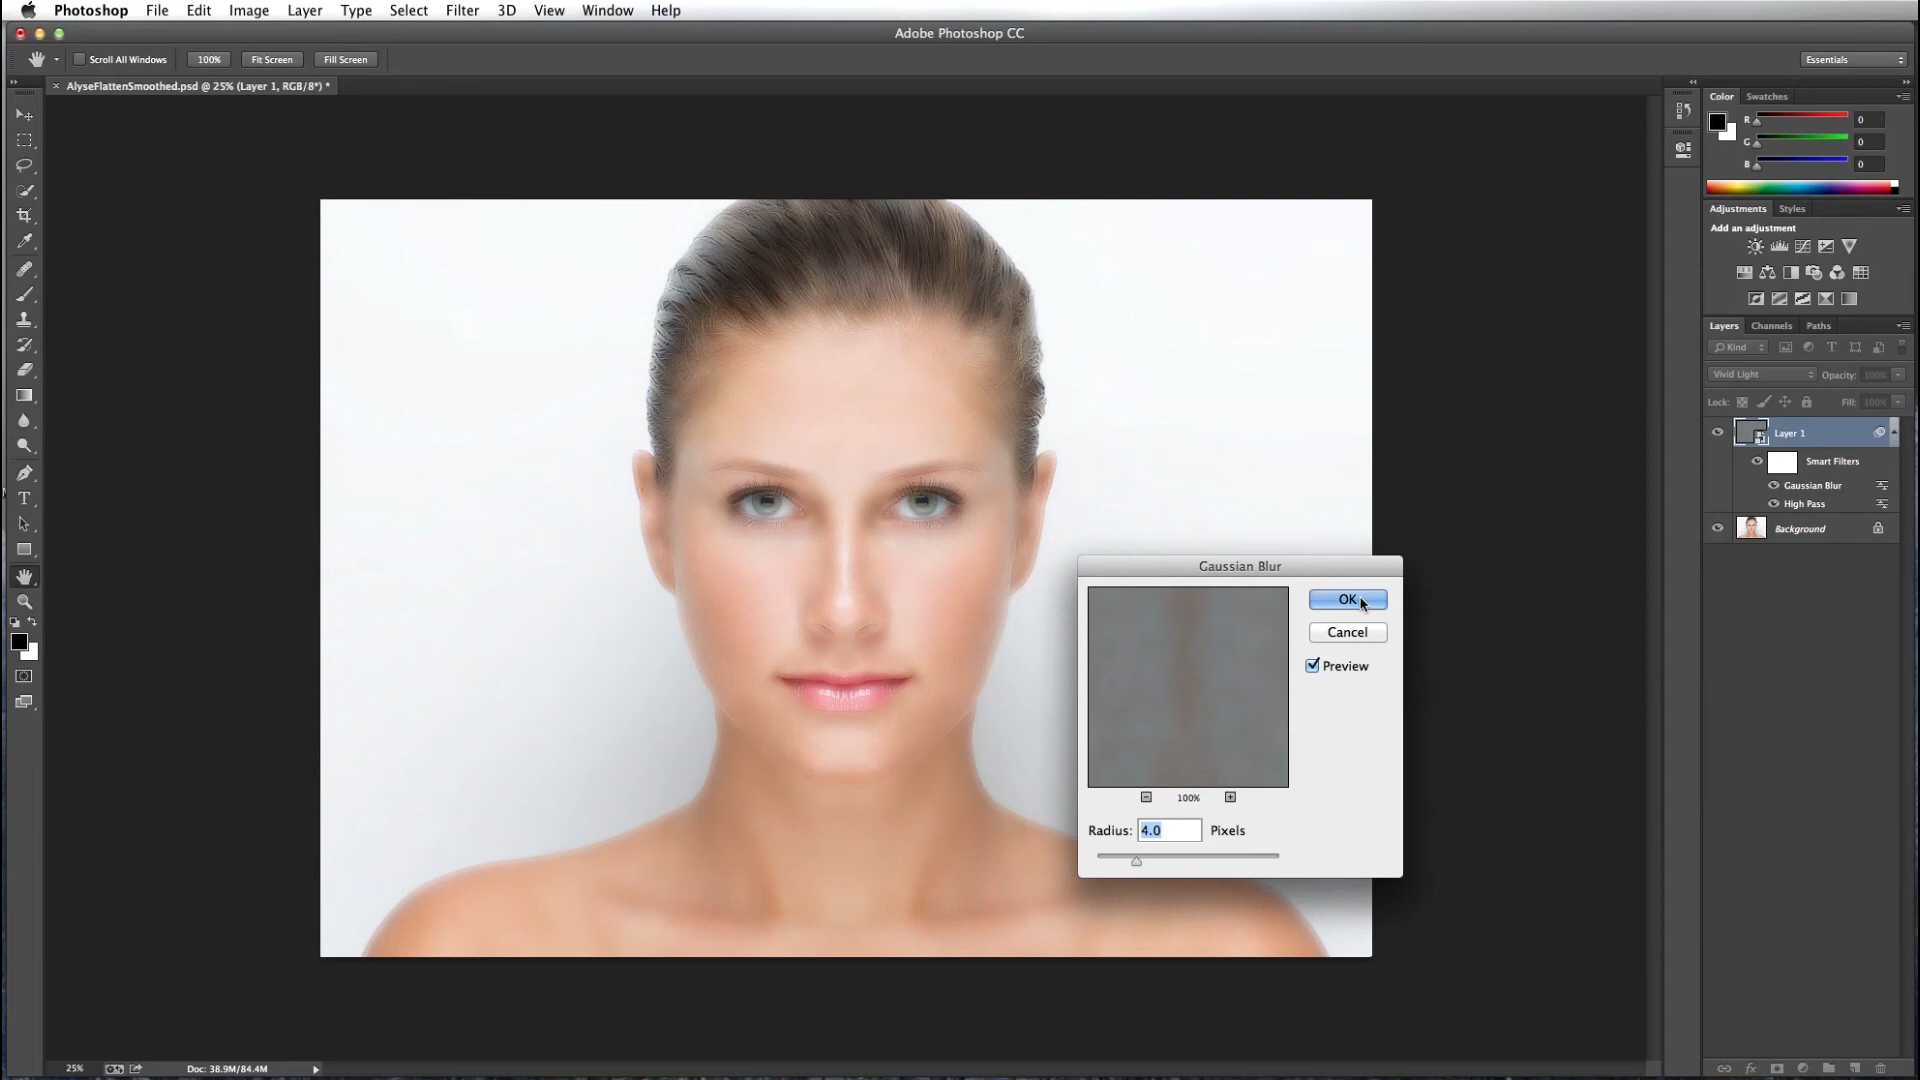 Photoshop File Edit Image Layer Type Select Filter 3D View Window Help
Adobe Photoshop CC
Scroll All Windows 100% Fit Screen Fill Screen Essentials
× AlyseFlattenSmoothed.psd @ 25% (Layer 1, RGB/8*) *
Color Swatches
R 0
G 0
B 0
Adjustments Styles
Add an adjustment
Layers Channels Paths
Kind
Vivid Light Opacity: 100%
Lock: Fill: 100%
Layer 1
Smart Filters
Gaussian Blur
High Pass
Background
Gaussian Blur
OK
Cancel
Preview
100%
Radius: 4.0 Pixels
25% Doc: 38.9M/84.4M